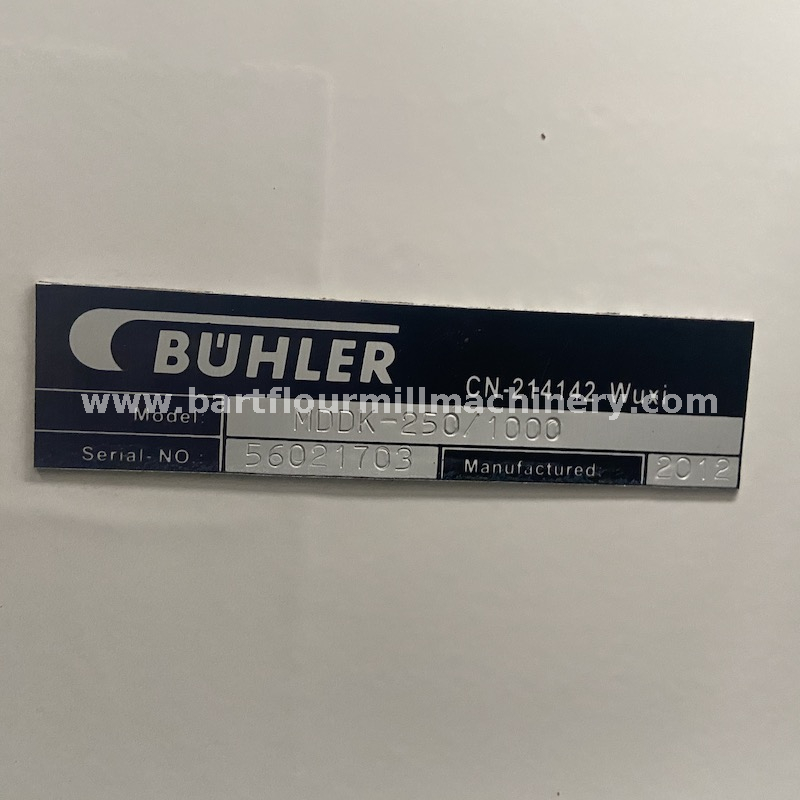 BÜHLER
CN-214142 Wuxi
www.bartflourmillmachinery.com
Model: MDDK-250/1000
Serial-NO.: 56021703 Manufactured: 2012